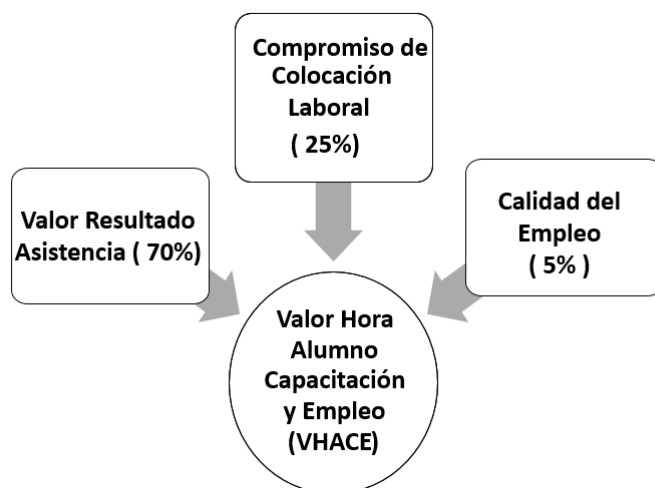 Compromiso de
Colocación
Laboral
( 25%)
Valor Resultado
Asistencia ( 70%)
Calidad del
Empleo
( 5% )
Valor Hora
Alumno
Capacitación
y Empleo
(VHACE)